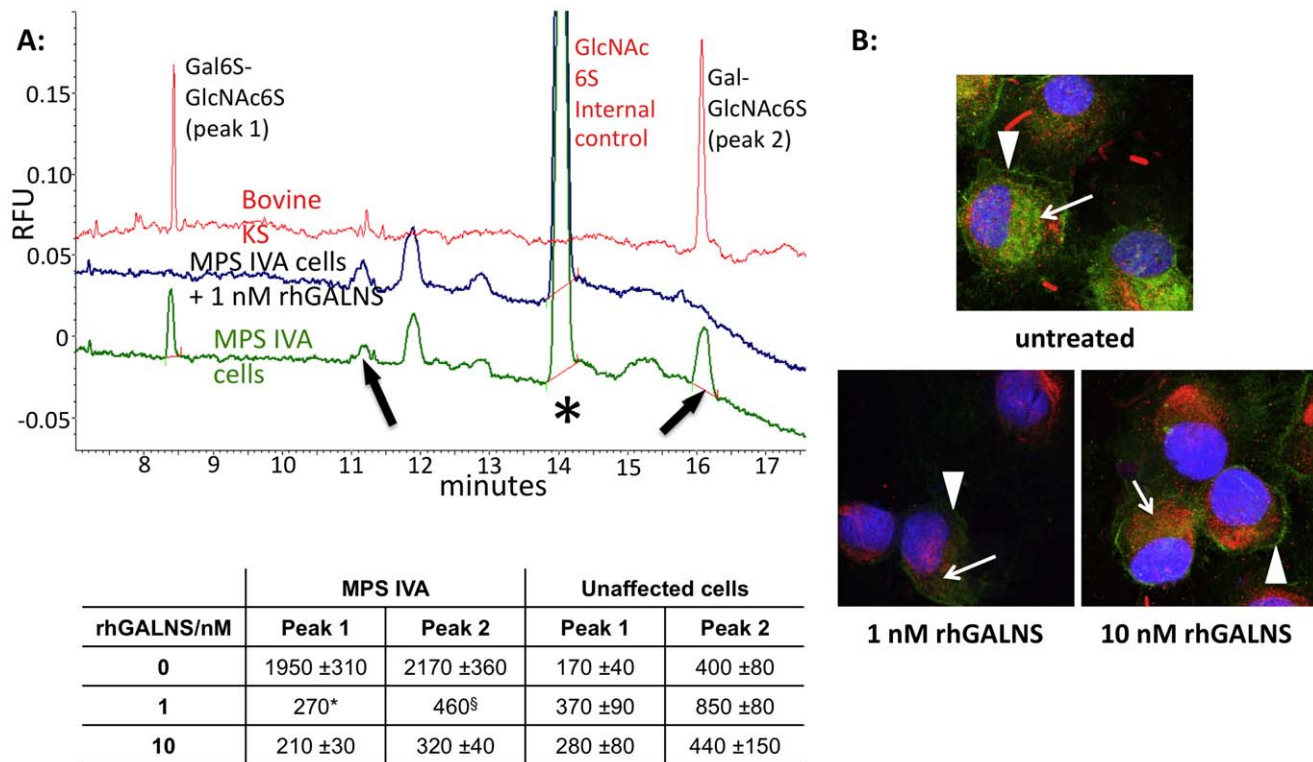 A:
B:
RFU
0.15
0.10
0.05
0
-0.05
Gal6S-
GlcNAc6S
(peak 1)
GlcNAc
6S
Internal
control
Gal-
GlcNAc6S
(peak 2)
Bovine
KS
MPS IVA cells
+ 1 nM rhGALNS
MPS IVA
cells
*
8 9 10 11 12 13 14 15 16 17
minutes
MPS IVA Unaffected cells
rhGALNS/nM Peak 1 Peak 2 Peak 1 Peak 2
0 1950 ±310 2170 ±360 170 ±40 400 ±80
1 270* 460§ 370 ±90 850 ±80
10 210 ±30 320 ±40 280 ±80 440 ±150
untreated
1 nM rhGALNS
10 nM rhGALNS